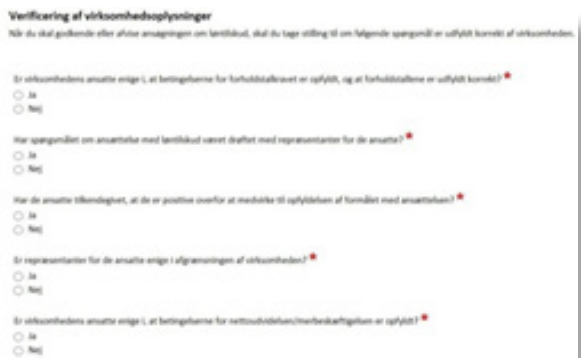 Verificering af virksomhedsoplysninger
Når du skal godkende eller afvise ansøgningen om løntilskud, skal du tage stilling til om følgende spørgsmål er udfyldt korrekt af virksomheden.
Er virksomhedens ansatte enige i, at betingelserne for forholdstalkravet er opfyldt, og at forholdstallene er udfyldt korrekt? *
Ja
Nej
Har spørgsmålet om ansættelse med løntilskud været drøftet med repræsentanter for de ansatte? *
Ja
Nej
Har de ansatte tilkendegivet, at de er positive overfor at medvirke til opfyldelsen af formålet med ansættelsen? *
Ja
Nej
Er repræsentanter for de ansatte enige i afgrænsningen af virksomheden? *
Ja
Nej
Er virksomhedens ansatte enige i, at betingelserne for nettoudvidelsen/merbeskæftigelsen er opfyldt? *
Ja
Nej